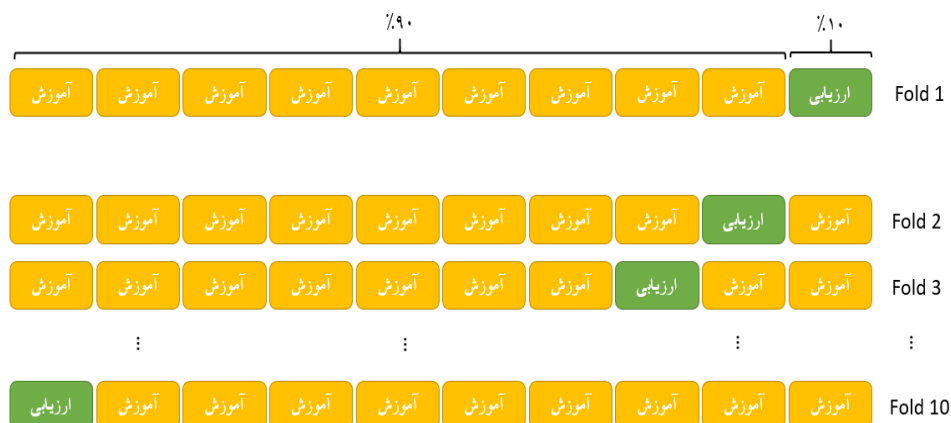 ٪۱۰ ٪۹۰
Fold 1 ارزیابی آموزش آموزش آموزش آموزش آموزش آموزش آموزش آموزش آموزش
Fold 2 آموزش ارزیابی آموزش آموزش آموزش آموزش آموزش آموزش آموزش آموزش
Fold 3 آموزش آموزش ارزیابی آموزش آموزش آموزش آموزش آموزش آموزش آموزش
⋮ ⋮ ⋮ ⋮
Fold 10 آموزش آموزش آموزش آموزش آموزش آموزش آموزش آموزش آموزش ارزیابی